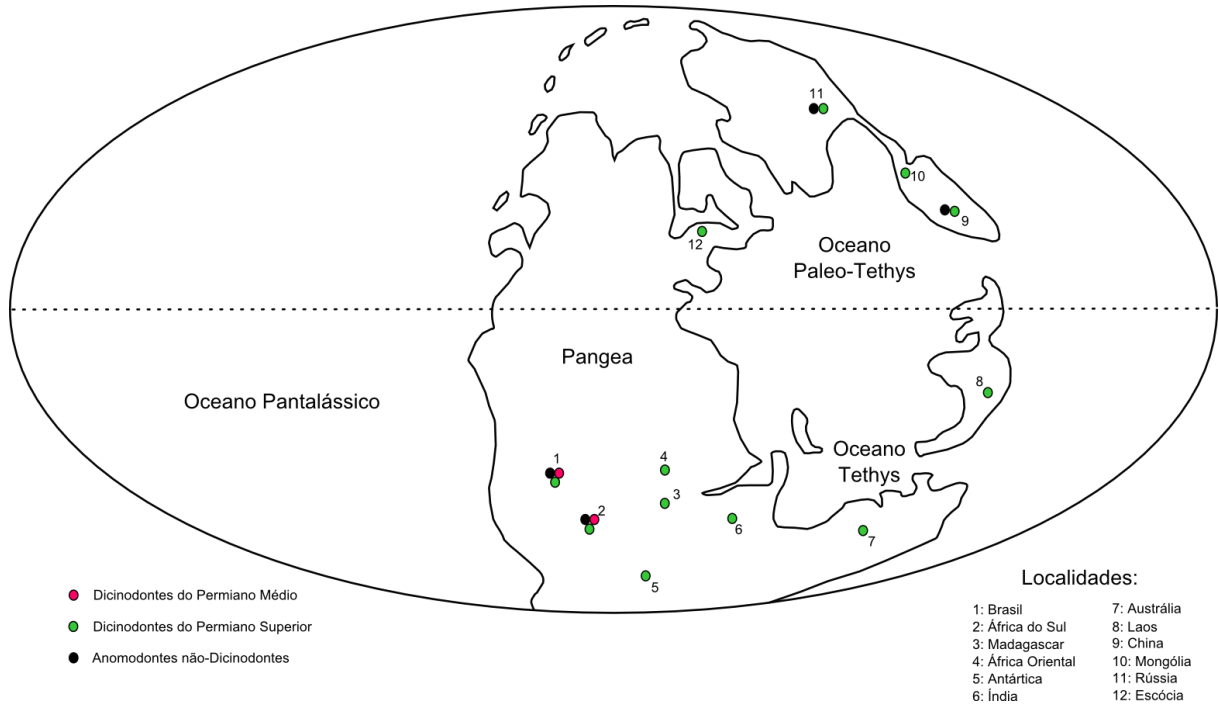 11
10
9
12
Oceano
Paleo-Tethys
Pangea
8
Oceano Pantalássico
Oceano
Tethys
1
4
2
3
6
7
5
Dicinodontes do Permiano Médio
Dicinodontes do Permiano Superior
Anomodontes não-Dicinodontes
Localidades:
1: Brasil
2: África do Sul
3: Madagascar
4: África Oriental
5: Antártica
6: Índia
7: Austrália
8: Laos
9: China
10: Mongólia
11: Rússia
12: Escócia